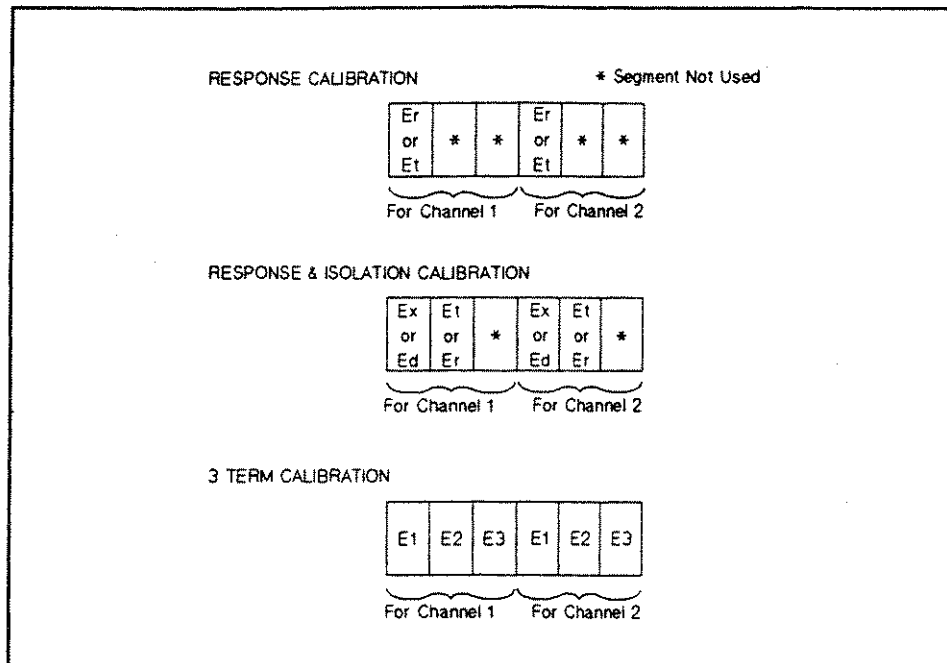 RESPONSE CALIBRATION * Segment Not Used
Er Er
or * * or * *
Et Et
For Channel 1 For Channel 2
RESPONSE & ISOLATION CALIBRATION
Ex Et Ex Et
or or * or or *
Ed Er Ed Er
For Channel 1 For Channel 2
3 TERM CALIBRATION
E1 E2 E3 E1 E2 E3
For Channel 1 For Channel 2